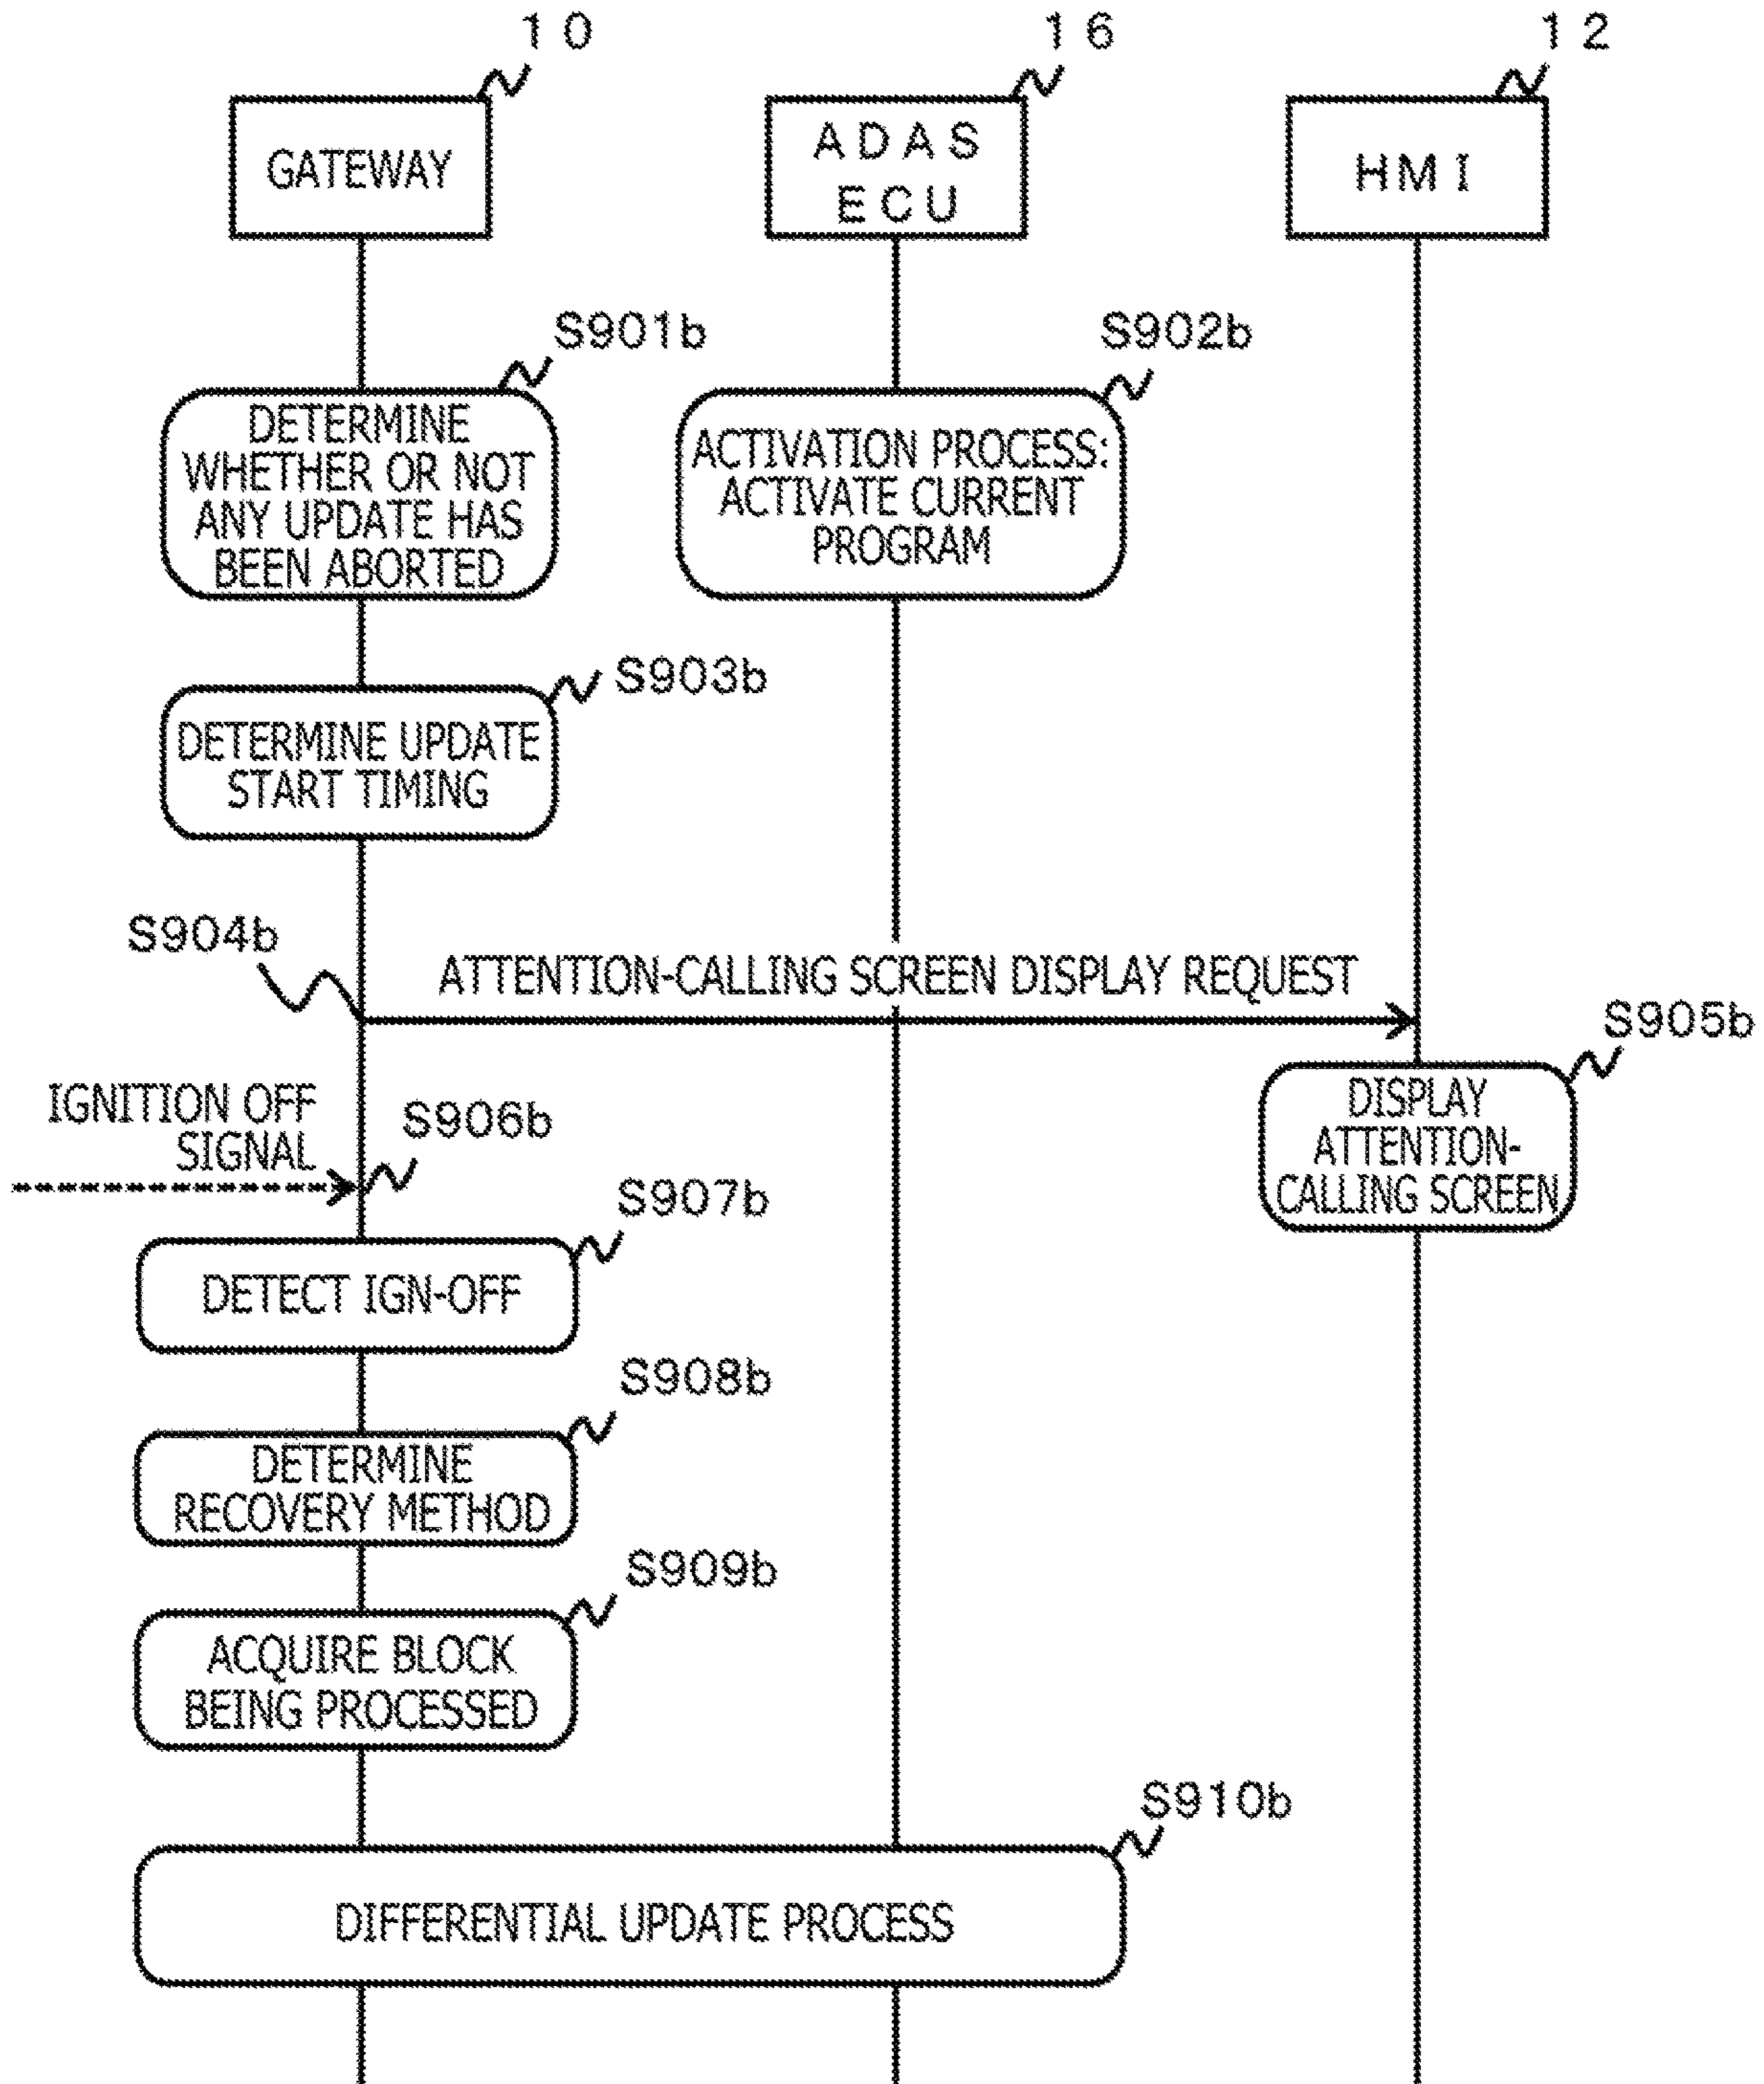 10
16
12
GATEWAY
ADAS
ECU
HMI
S901b
S902b
DETERMINE
WHETHER OR NOT
ANY UPDATE HAS
BEEN ABORTED
ACTIVATION PROCESS:
ACTIVATE CURRENT
PROGRAM
S903b
DETERMINE UPDATE
START TIMING
S904b
ATTENTION-CALLING SCREEN DISPLAY REQUEST
S905b
DISPLAY
ATTENTION-
CALLING SCREEN
IGNITION OFF
SIGNAL
S906b
S907b
DETECT IGN-OFF
S908b
DETERMINE
RECOVERY METHOD
S909b
ACQUIRE BLOCK
BEING PROCESSED
S910b
DIFFERENTIAL UPDATE PROCESS